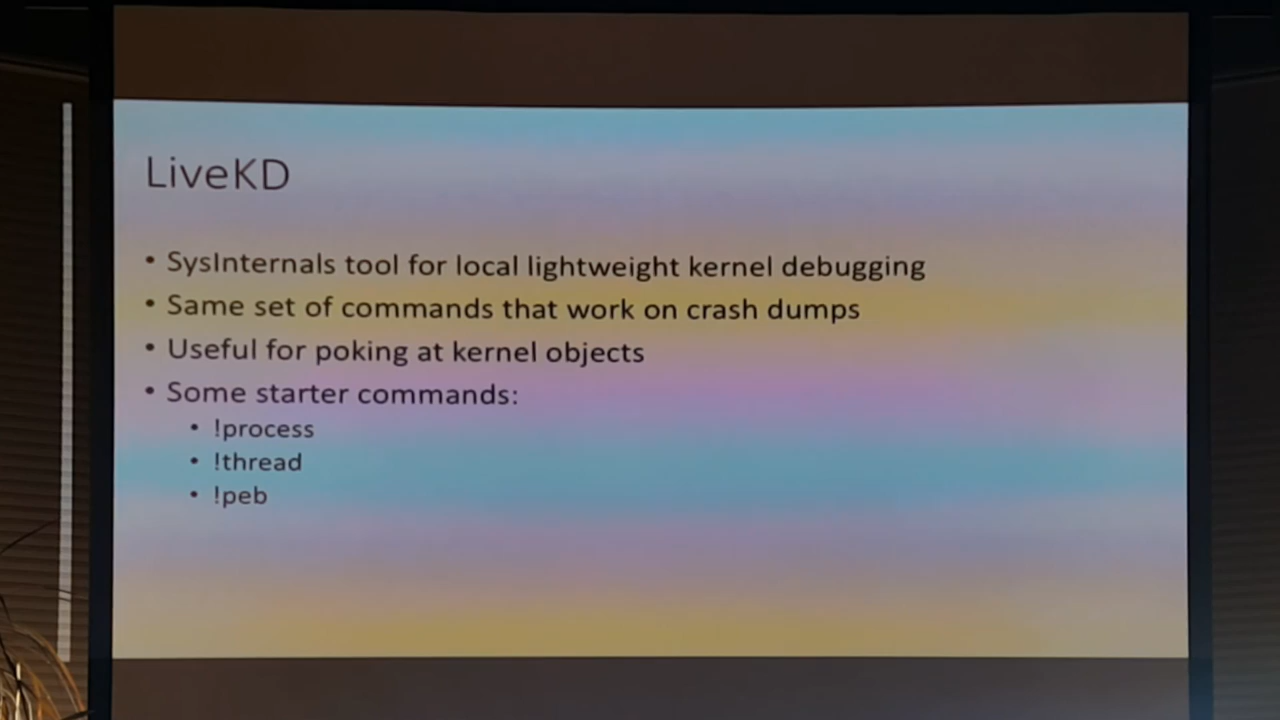 LiveKD
• SysInternals tool for local lightweight kernel debugging
• Same set of commands that work on crash dumps
• Useful for poking at kernel objects
• Some starter commands:
• !process
• !thread
• !peb